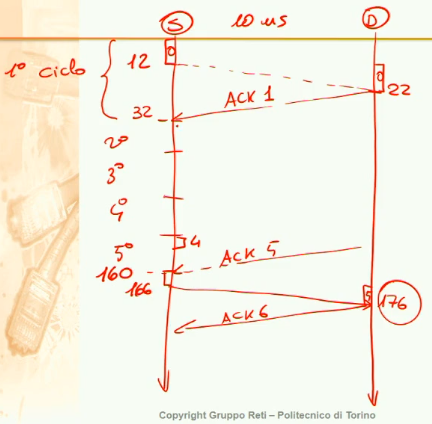 S 10 µs D
1° ciclo
12 0
0
22
ACK 1
32
2°
3°
4°
4
5°
ACK 5
160
166
5 176
ACK 6
Copyright Gruppo Reti – Politecnico di Torino